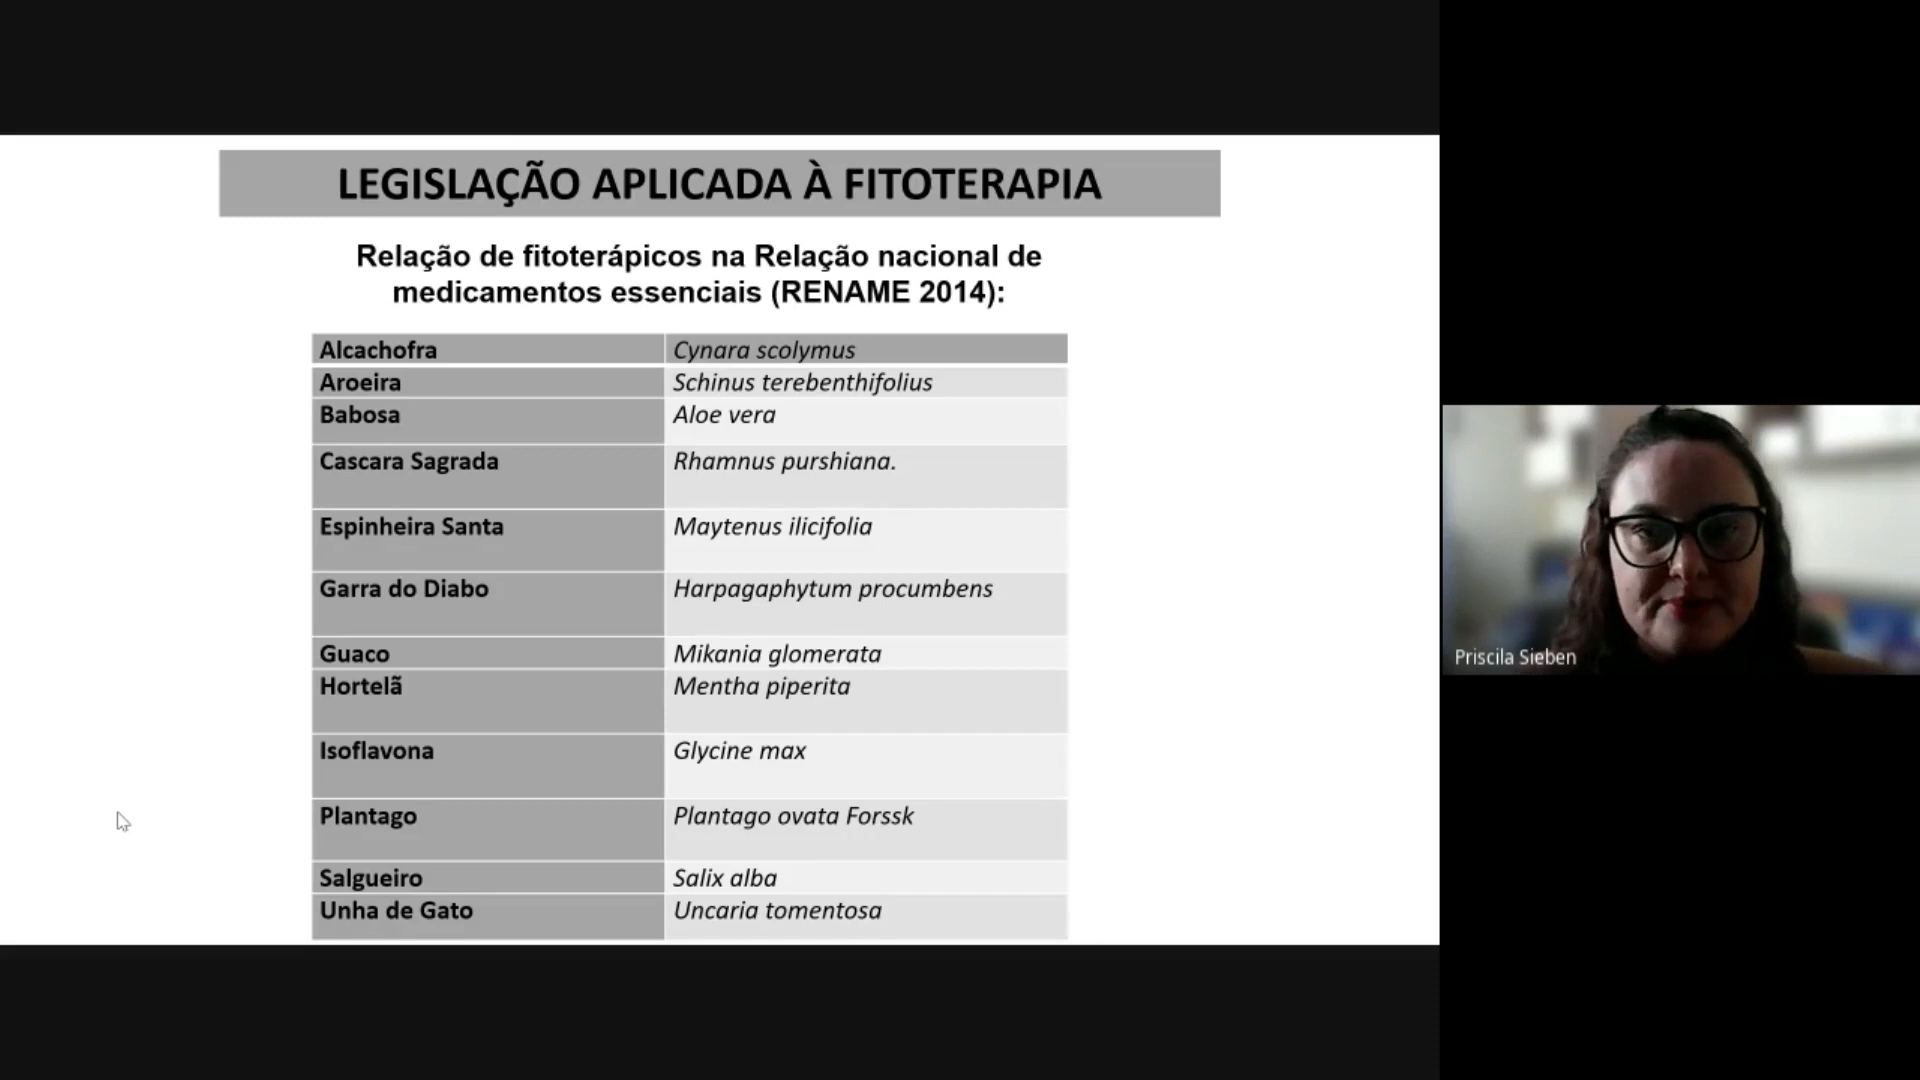 LEGISLAÇÃO APLICADA À FITOTERAPIA
Relação de fitoterápicos na Relação nacional de
medicamentos essenciais (RENAME 2014):
Alcachofra Cynara scolymus
Aroeira Schinus terebenthifolius
Babosa Aloe vera
Cascara Sagrada Rhamnus purshiana.
Espinheira Santa Maytenus ilicifolia
Garra do Diabo Harpagaphytum procumbens
Guaco Mikania glomerata
Hortelã Mentha piperita
Isoflavona Glycine max
Plantago Plantago ovata Forssk
Salgueiro Salix alba
Unha de Gato Uncaria tomentosa
Priscila Sieben